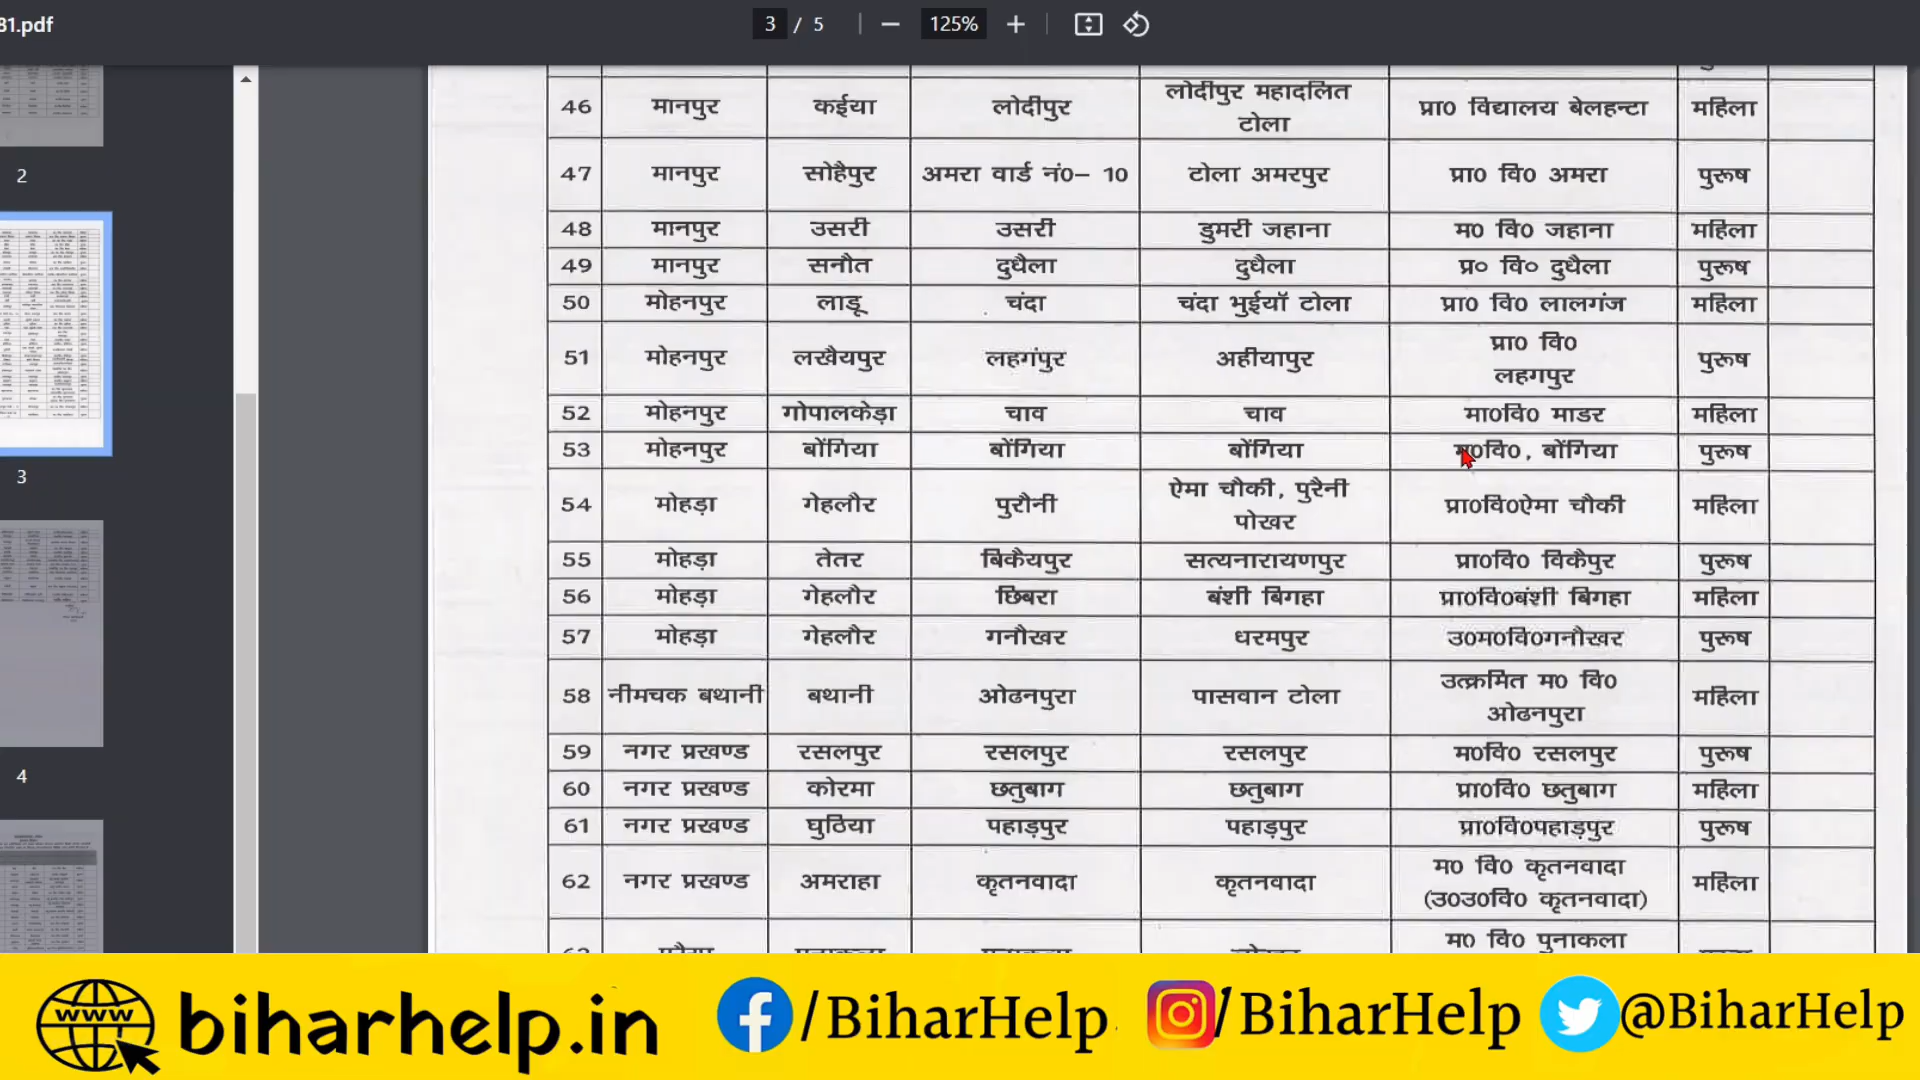 81.pdf
3 / 5 125%
2
3
4
46 मानपुर कईया लोदीपुर लोदीपुर महादलित टोला प्रा0 विद्यालय बेलहन्टा महिला
47 मानपुर सोहैपुर अमरा वार्ड नं0– 10 टोला अमरपुर प्रा0 वि0 अमरा पुरूष
48 मानपुर उसरी उसरी डुमरी जहाना म0 वि0 जहाना महिला
49 मानपुर सनौत दुधैला दुधैला प्र० वि० दुधैला पुरूष
50 मोहनपुर लाडू चंदा चंदा भुईयॉ टोला प्रा0 वि0 लालगंज महिला
51 मोहनपुर लखैयपुर लहगंपुर अहीयापुर प्रा0 वि0 लहगपुर पुरूष
52 मोहनपुर गोपालकेड़ा चाव चाव मा0वि0 माडर महिला
53 मोहनपुर बोंगिया बोंगिया बोंगिया म0वि0, बोंगिया पुरूष
54 मोहड़ा गेहलौर पुरौनी ऐमा चौकी, पुरैनी पोखर प्रा0वि0ऐमा चौकी महिला
55 मोहड़ा तेतर बिकैयपुर सत्यनारायणपुर प्रा0वि0 विकैपुर पुरूष
56 मोहड़ा गेहलौर छिबरा बंशी बिगहा प्रा0वि0बंशी बिगहा महिला
57 मोहड़ा गेहलौर गनौखर धरमपुर उ0म0वि0गनौखर पुरूष
58 नीमचक बथानी बथानी ओढनपुरा पासवान टोला उत्क्रमित म0 वि0 ओढनपुरा महिला
59 नगर प्रखण्ड रसलपुर रसलपुर रसलपुर म0वि0 रसलपुर पुरूष
60 नगर प्रखण्ड कोरमा छतुबाग छतुबाग प्रा0वि0 छतुबाग महिला
61 नगर प्रखण्ड घुठिया पहाड़पुर पहाड़पुर प्रा0वि0पहाड़पुर पुरूष
62 नगर प्रखण्ड अमराहा कृतनवादा कृतनवादा म0 वि0 कृतनवादा (उ0उ0वि0 कृतनवादा) महिला
म0 वि0 पुनाकला
www biharhelp.in /BiharHelp /BiharHelp @BiharHelp